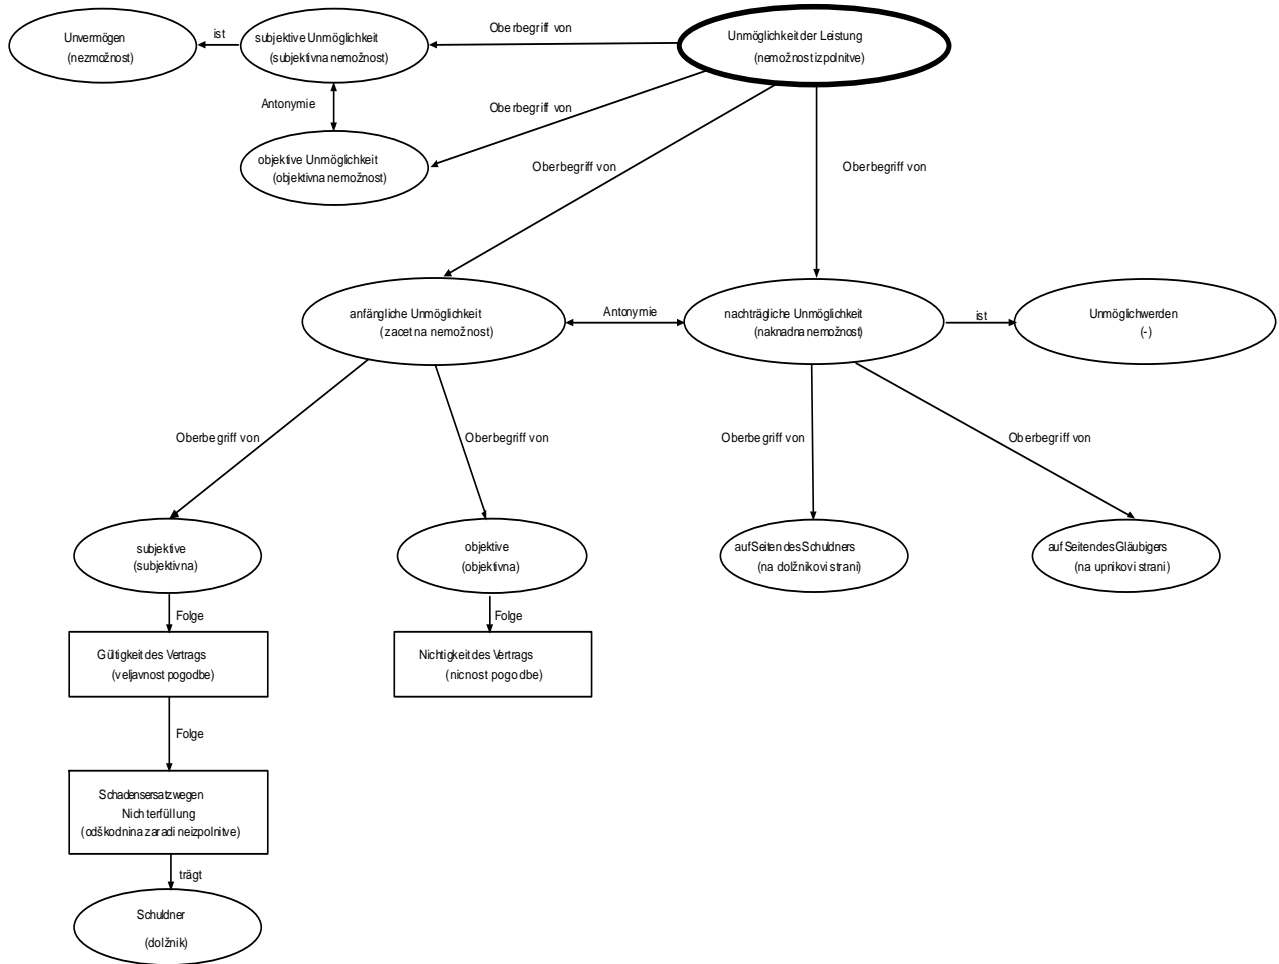 Unvermögen
(nezmožnost)
ist
subjektive Unmöglichkeit
(subjektivna nemožnost)
Oberbegriff von
Unmöglichkeit der Leistung
(nemožnost izpolnitve)
Antonymie
Oberbegriff von
objektive Unmöglichkeit
(objektivna nemožnost)
Oberbegriff von
Oberbegriff von
anfängliche Unmöglichkeit
(zacetna nemožnost)
Antonymie
nachträgliche Unmöglichkeit
(naknadna nemožnost)
ist
Unmöglichwerden
(-)
Oberbegriff von
Oberbegriff von
Oberbegriff von
Oberbegriff von
subjektive
(subjektivna)
objektive
(objektivna)
auf Seiten des Schuldners
(na dolžnikovi strani)
auf Seiten des Gläubigers
(na upnikovi strani)
Folge
Folge
Gültigkeit des Vertrags
(veljavnost pogodbe)
Nichtigkeit des Vertrags
(nicnost pogodbe)
Folge
Schadensersatz wegen
Nichterfüllung
(odškodnina zaradi neizpolnitve)
trägt
Schuldner
(dolžnik)